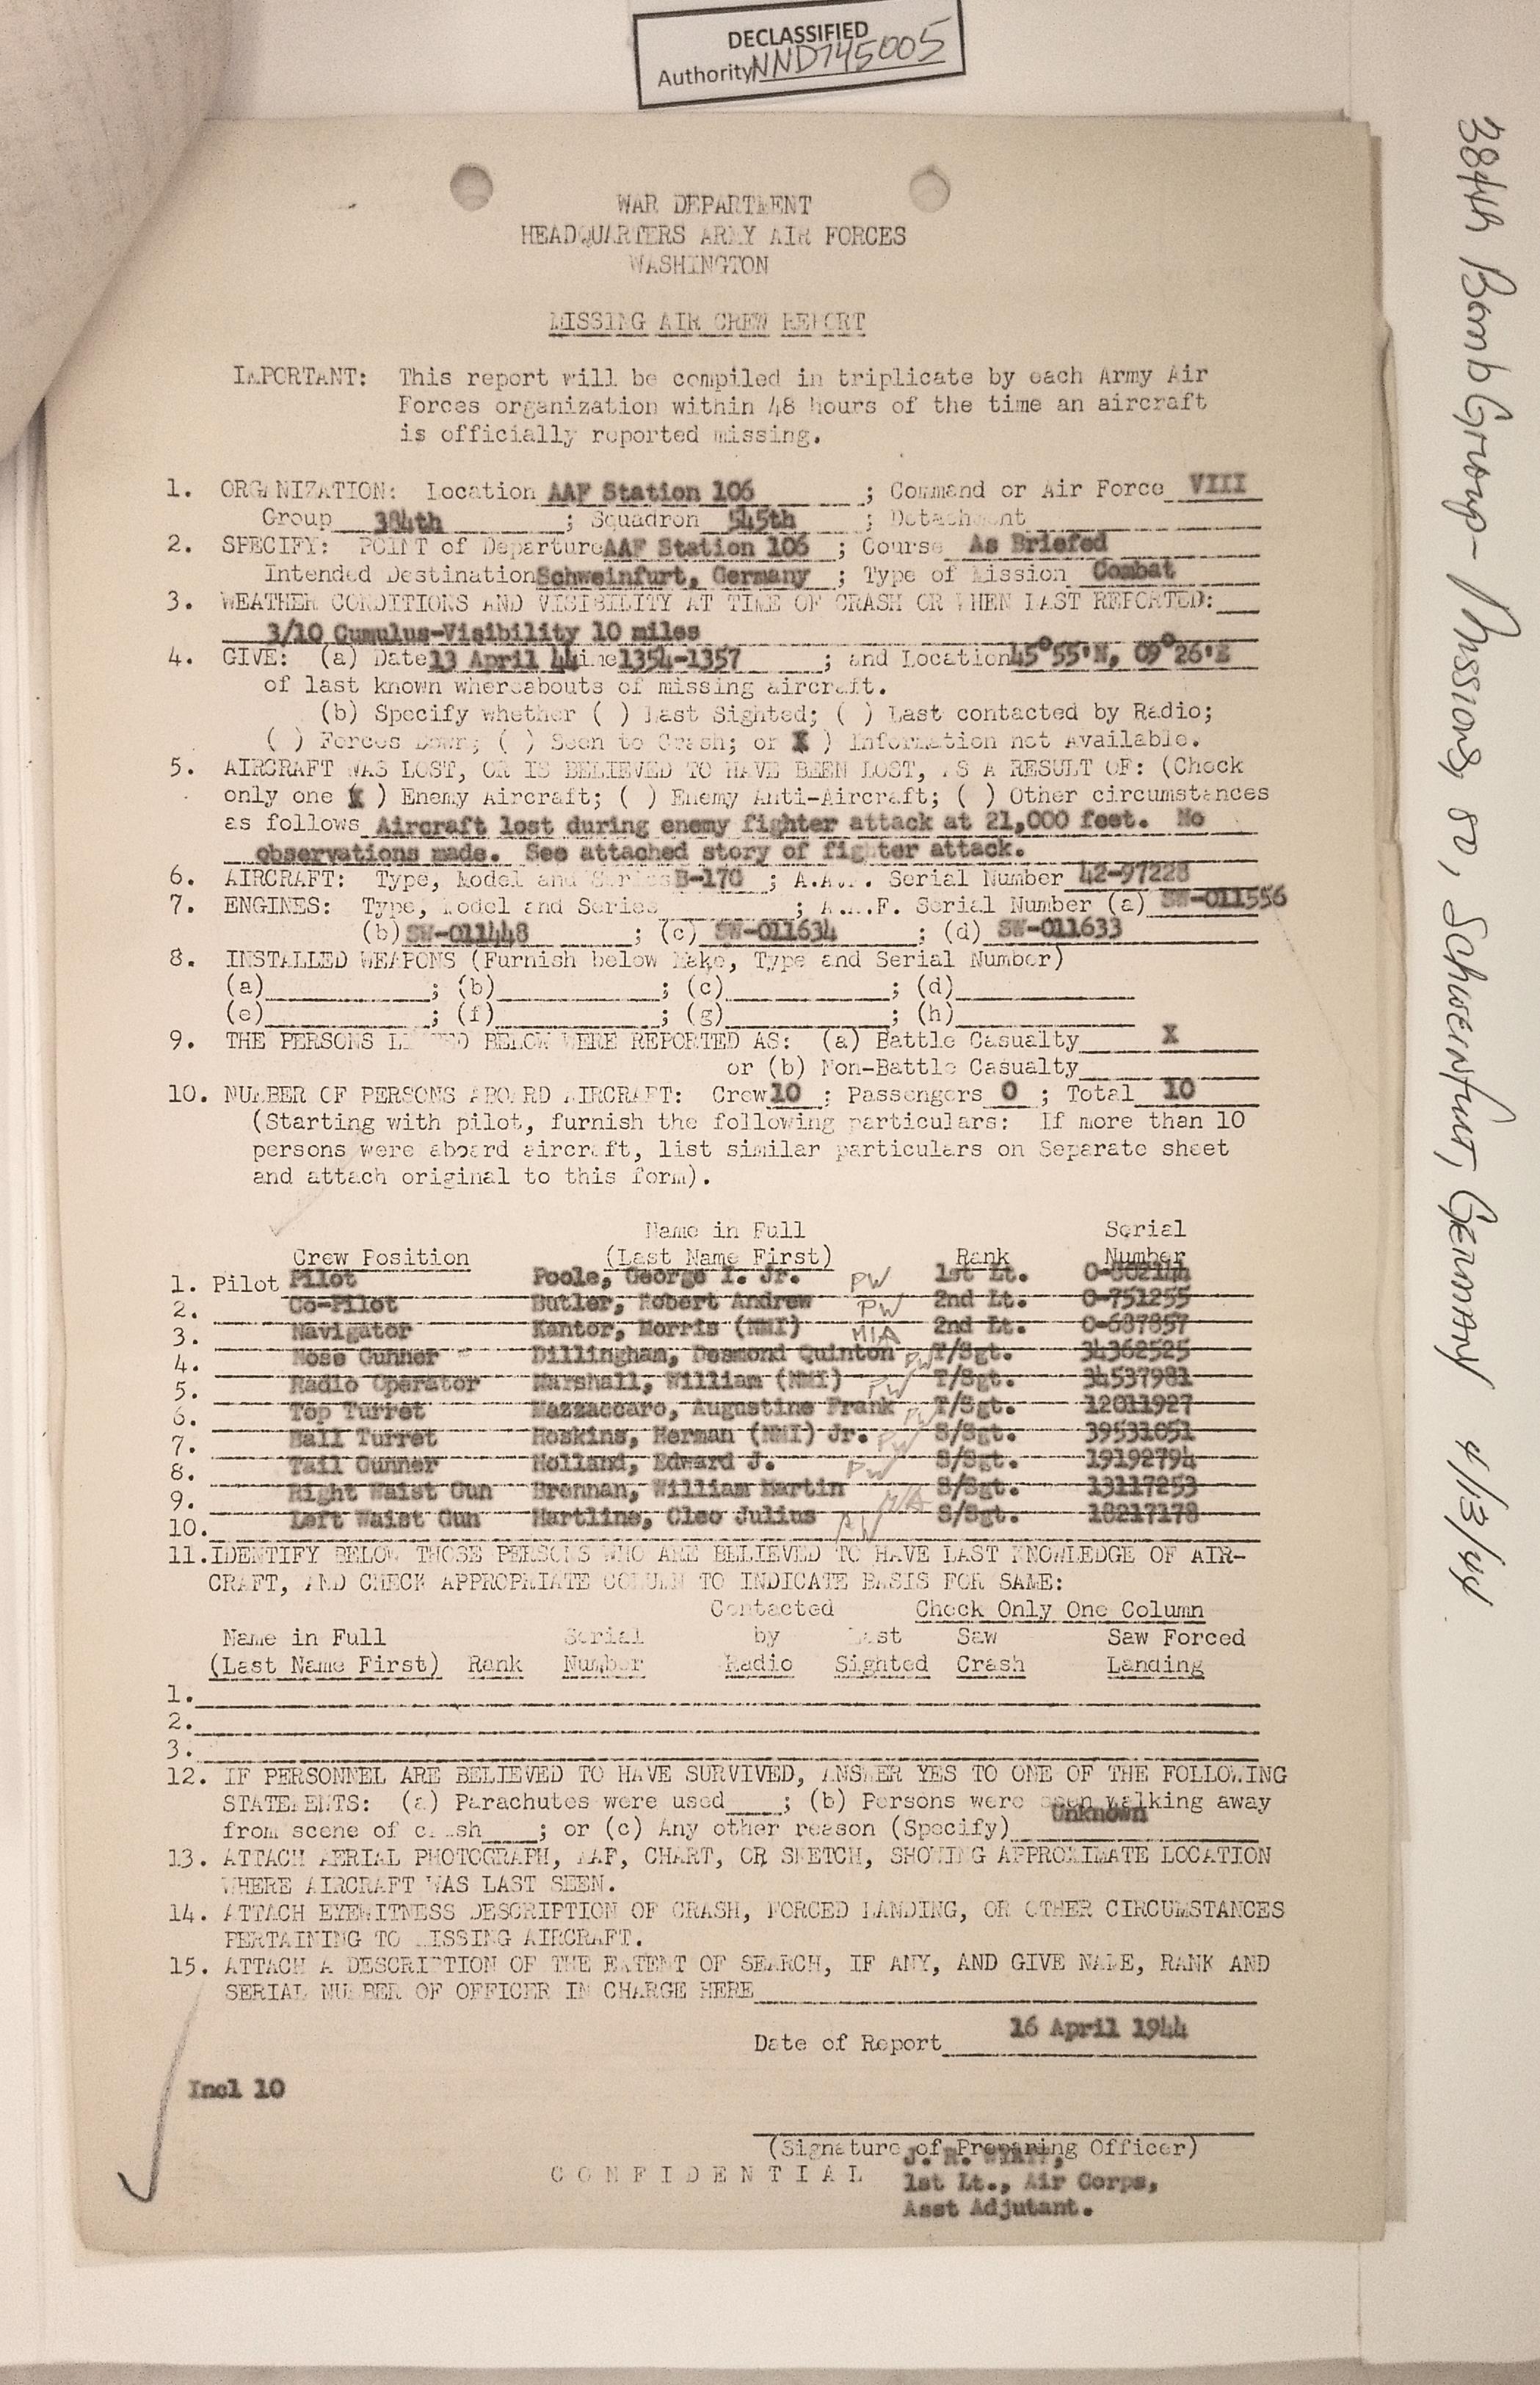 DECLASSIFIED
Authority NND745005
384th Bomb Group - Mission 80, Schweinfurt, Germany 4/13/44
WAR DEPARTMENT
HEADQUARTERS ARMY AIR FORCES
WASHINGTON
MISSING AIR CREW REPORT
IMPORTANT: This report will be compiled in triplicate by each Army Air
Forces organization within 48 hours of the time an aircraft
is officially reported missing.
1. ORGANIZATION: Location AAF Station 106 ; Command or Air Force VIII
Group 384th ; Squadron 545th ; Detachment
2. SPECIFY: POINT of Departure AAF Station 106 ; Course As Briefed
Intended Destination Schweinfurt, Germany ; Type of Mission Combat
3. WEATHER CONDITIONS AND VISIBILITY AT TIME OF CRASH OR WHEN LAST REPORTED:
3/10 Cumulus-Visibility 10 miles
4. GIVE: (a) Date 13 April 44 ime 1354-1357 ; and Location 45°55'N, 09°26'E
of last known whereabouts of missing aircraft.
(b) Specify whether ( ) Last Sighted; ( ) Last contacted by Radio;
( ) Forces Down; ( ) Seen to Crash; or X ) Information not Available.
5. AIRCRAFT WAS LOST, OR IS BELIEVED TO HAVE BEEN LOST, AS A RESULT OF: (Check
only one (X ) Enemy Aircraft; ( ) Enemy Anti-Aircraft; ( ) Other circumstances
as follows Aircraft lost during enemy fighter attack at 21,000 feet. No
observations made. See attached story of fighter attack.
6. AIRCRAFT: Type, Model and Series B-17G ; A.A.F. Serial Number 42-97228
7. ENGINES: Type, Model and Series ; A.A.F. Serial Number (a) SW-011556
(b) SW-011448 ; (c) SW-011634 ; (d) SW-011633
8. INSTALLED WEAPONS (Furnish below Make, Type and Serial Number)
(a) ; (b) ; (c) ; (d)
(e) ; (f) ; (g) ; (h)
9. THE PERSONS LISTED BELOW WERE REPORTED AS: (a) Battle Casualty X
or (b) Non-Battle Casualty
10. NUMBER OF PERSONS ABOARD AIRCRAFT: Crew 10 ; Passengers 0 ; Total 10
(Starting with pilot, furnish the following particulars: If more than 10
persons were aboard aircraft, list similar particulars on Separate sheet
and attach original to this form).
Name in Full Serial
Crew Position (Last Name First) Rank Number
1. Pilot Pilot Poole, George I. Jr. PW 1st Lt.
2. Co-Pilot Butler, Robert Andrew PW 2nd Lt. O-751255
3. Navigator Kantor, Morris (NMI) MIA 2nd Lt. O-687857
4. Nose Gunner Dillingham, Desmond Quinton PW T/Sgt. 34362525
5. Radio Operator Marshall, William (NMI) PW T/Sgt. 34537981
6. Top Turret Mazzaccaro, Augustine Frank PW T/Sgt. 12011927
7. Ball Turret Hoskins, Herman (NMI) Jr. PW S/Sgt. 39531051
8. Tail Gunner Holland, Edward J. PW S/Sgt. 19192794
9. Right Waist Gun Brennan, William Martin S/Sgt. 13117253
10. Left Waist Gun Hartline, Cleo Julius PW S/Sgt. 18217178
11. IDENTIFY BELOW THOSE PERSONS WHO ARE BELIEVED TO HAVE LAST KNOWLEDGE OF AIR-
CRAFT, AND CHECK APPROPRIATE COLUMN TO INDICATE BASIS FOR SAME:
Contacted Check Only One Column
Name in Full Serial by Last Saw Saw Forced
(Last Name First) Rank Number Radio Sighted Crash Landing
1.
2.
3.
12. IF PERSONNEL ARE BELIEVED TO HAVE SURVIVED, ANSWER YES TO ONE OF THE FOLLOWING
STATEMENTS: (a) Parachutes were used ; (b) Persons were seen walking away
from scene of crash ; or (c) Any other reason (Specify) Unknown
13. ATTACH AERIAL PHOTOGRAPH, MAP, CHART, OR SKETCH, SHOWING APPROXIMATE LOCATION
WHERE AIRCRAFT WAS LAST SEEN.
14. ATTACH EYEWITNESS DESCRIPTION OF CRASH, FORCED LANDING, OR OTHER CIRCUMSTANCES
PERTAINING TO MISSING AIRCRAFT.
15. ATTACH A DESCRIPTION OF THE EXTENT OF SEARCH, IF ANY, AND GIVE NAME, RANK AND
SERIAL NUMBER OF OFFICER IN CHARGE HERE
Date of Report 16 April 1944
Incl 10
(Signature of Preparing Officer)
J. R. WYATT,
CONFIDENTIAL 1st Lt., Air Corps,
Asst Adjutant.